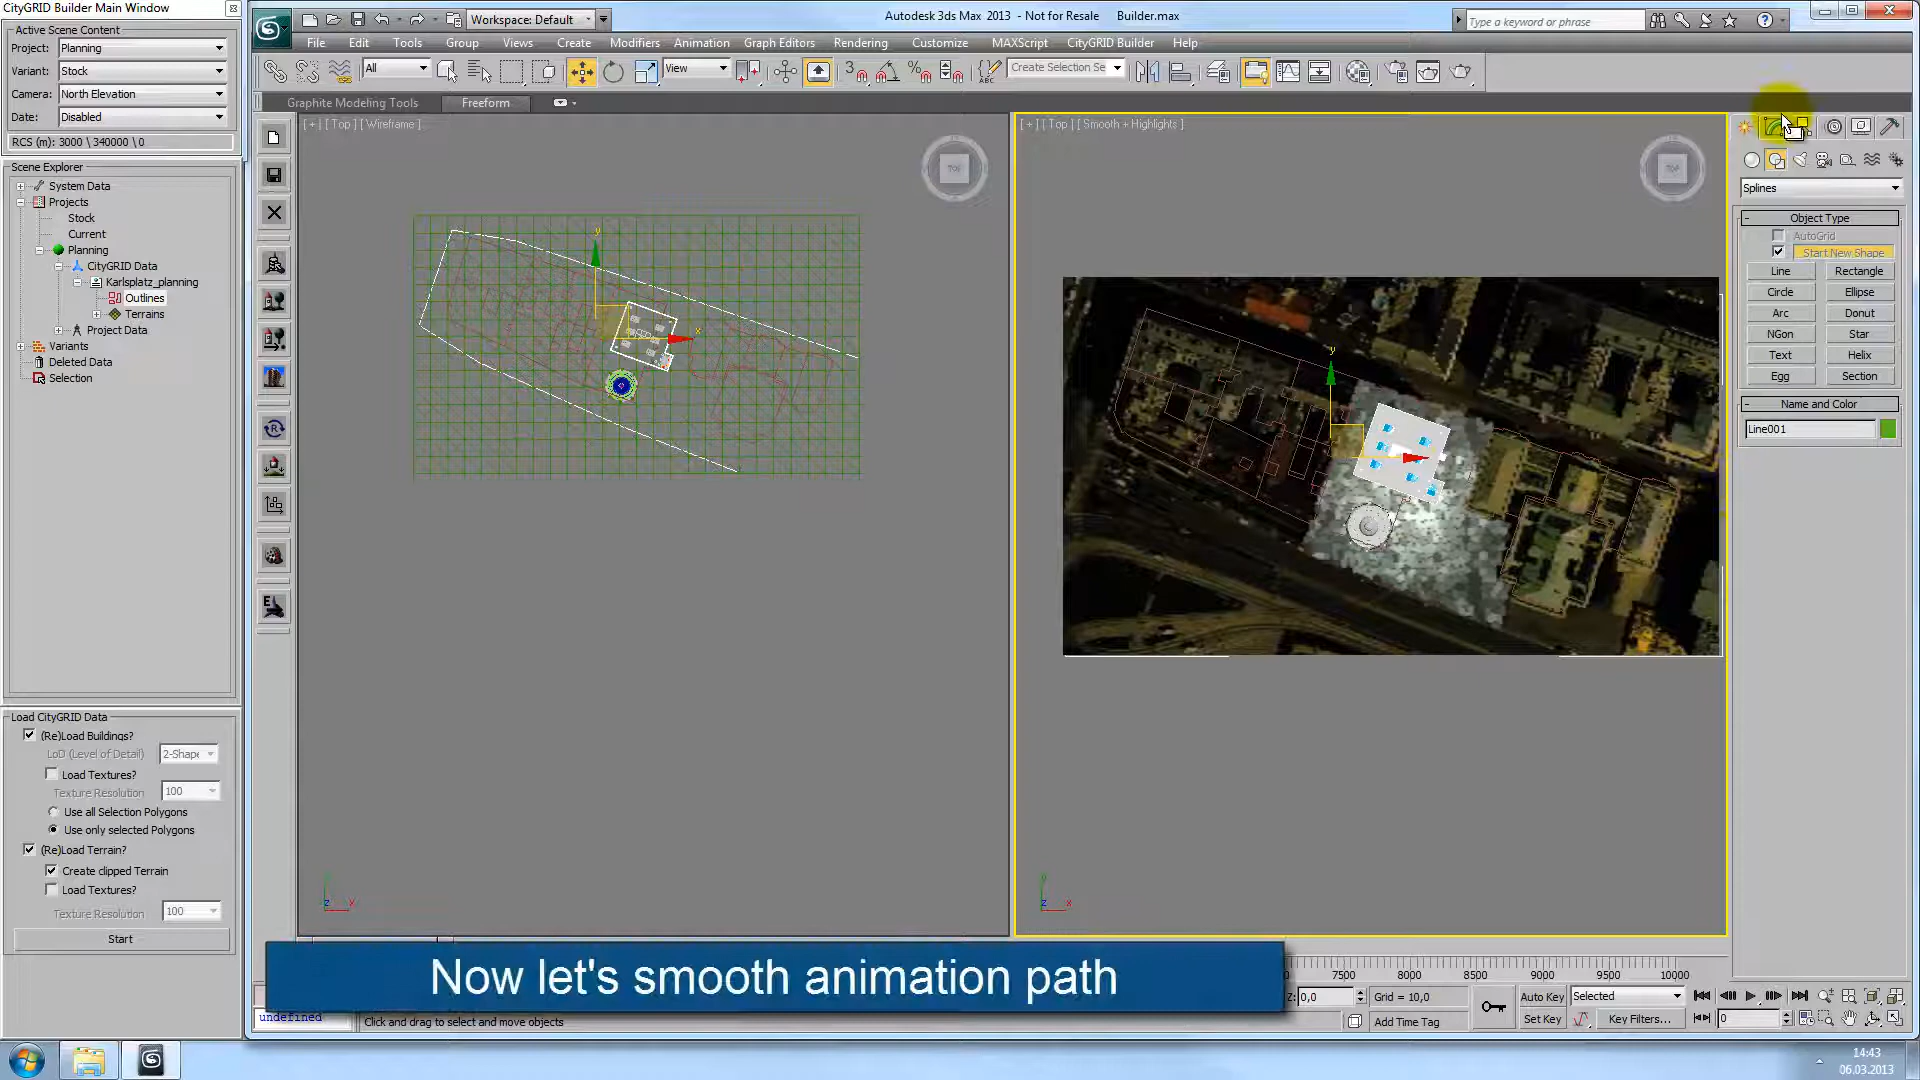 CityGRID Builder Main Window
Active Scene Content
Project: Planning
Variant: Stock
Camera: North Elevation
Date: Disabled
RCS (m): 3000 \ 340000 \ 0
Scene Explorer
System Data
Projects
Stock
Current
Planning
CityGRID Data
Karlsplatz_planning
Outlines
Terrains
Project Data
Variants
Deleted Data
Selection
Load CityGRID Data
(Re)Load Buildings?
LoD (Level of Detail) 2-Shape
Load Textures?
Texture Resolution 100
Use all Selection Polygons
Use only selected Polygons
(Re)Load Terrain?
Create clipped Terrain
Load Textures?
Texture Resolution 100
Start
Workspace: Default
Autodesk 3ds Max 2013 - Not for Resale Builder.max
Type a keyword or phrase
File Edit Tools Group Views Create Modifiers Animation Graph Editors Rendering Customize MAXScript CityGRID Builder Help
All View 3 Create Selection Se
Graphite Modeling Tools Freeform
[ + ] [ Top ] [ Wireframe ]
TOP
y
x
[ + ] [ Top ] [ Smooth + Highlights ]
TOP
y
Splines
Object Type
AutoGrid
Start New Shape
Line Rectangle
Circle Ellipse
Arc Donut
NGon Star
Text Helix
Egg Section
Name and Color
Line001
Now let's smooth animation path
7500 8000 8500 9000 9500 10000
Z: 0,0 Grid = 10,0 Auto Key Selected
undefined Click and drag to select and move objects Add Time Tag Set Key Key Filters... 0
14:43
06.03.2013